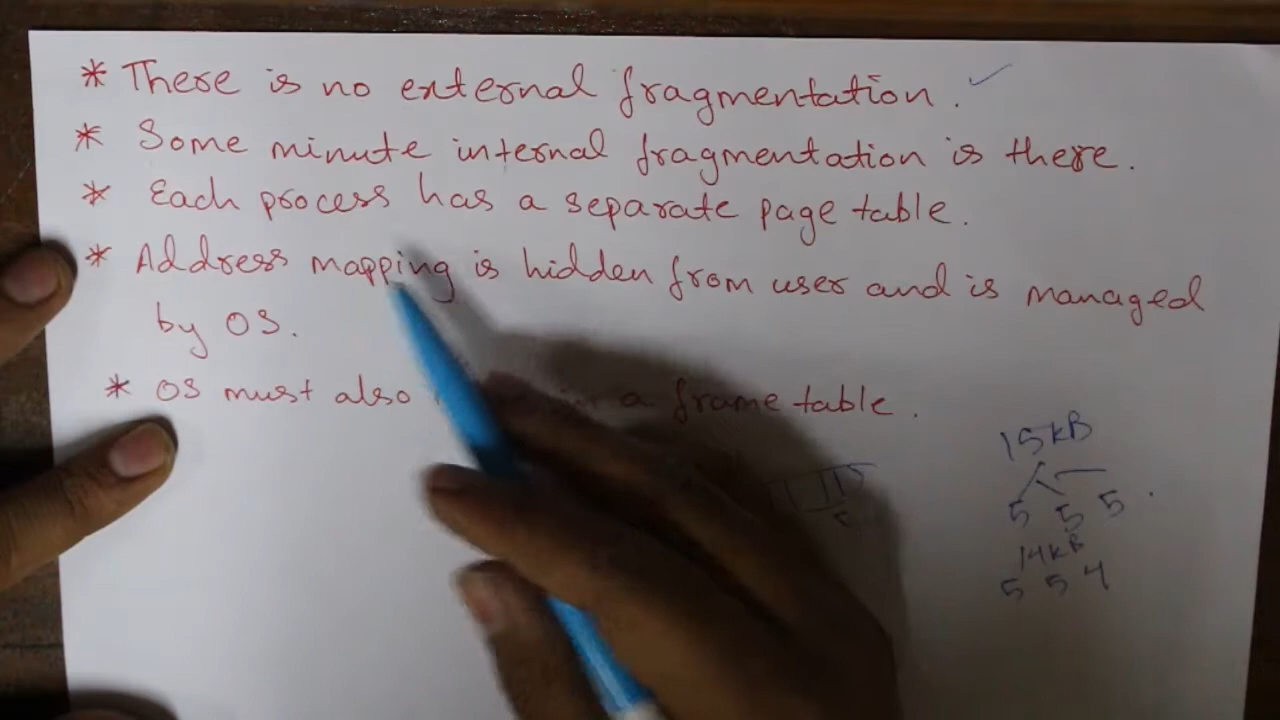 * There is no external fragmentation.
* Some minute internal fragmentation is there.
* Each process has a separate page table.
* Address mapping is hidden from user and is managed
by OS.
* OS must also a frame table.
15kB
5 5 5
14kB
5 5 4